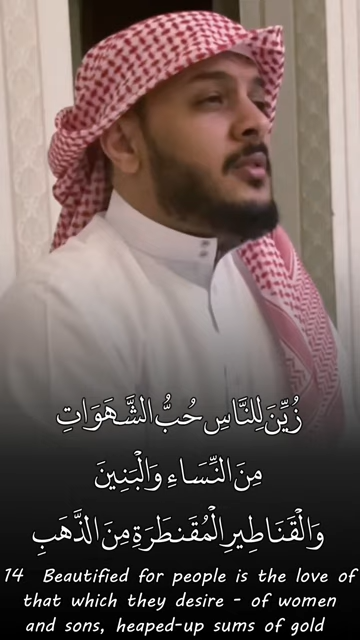 زُيِّنَ لِلنَّاسِ حُبُّ الشَّهَوَاتِ
مِنَ النِّسَاءِ وَالْبَنِينَ
وَالْقَنَاطِيرِ الْمُقَنطَرَةِ مِنَ الذَّهَبِ
14 Beautified for people is the love of
that which they desire - of women
and sons, heaped-up sums of gold